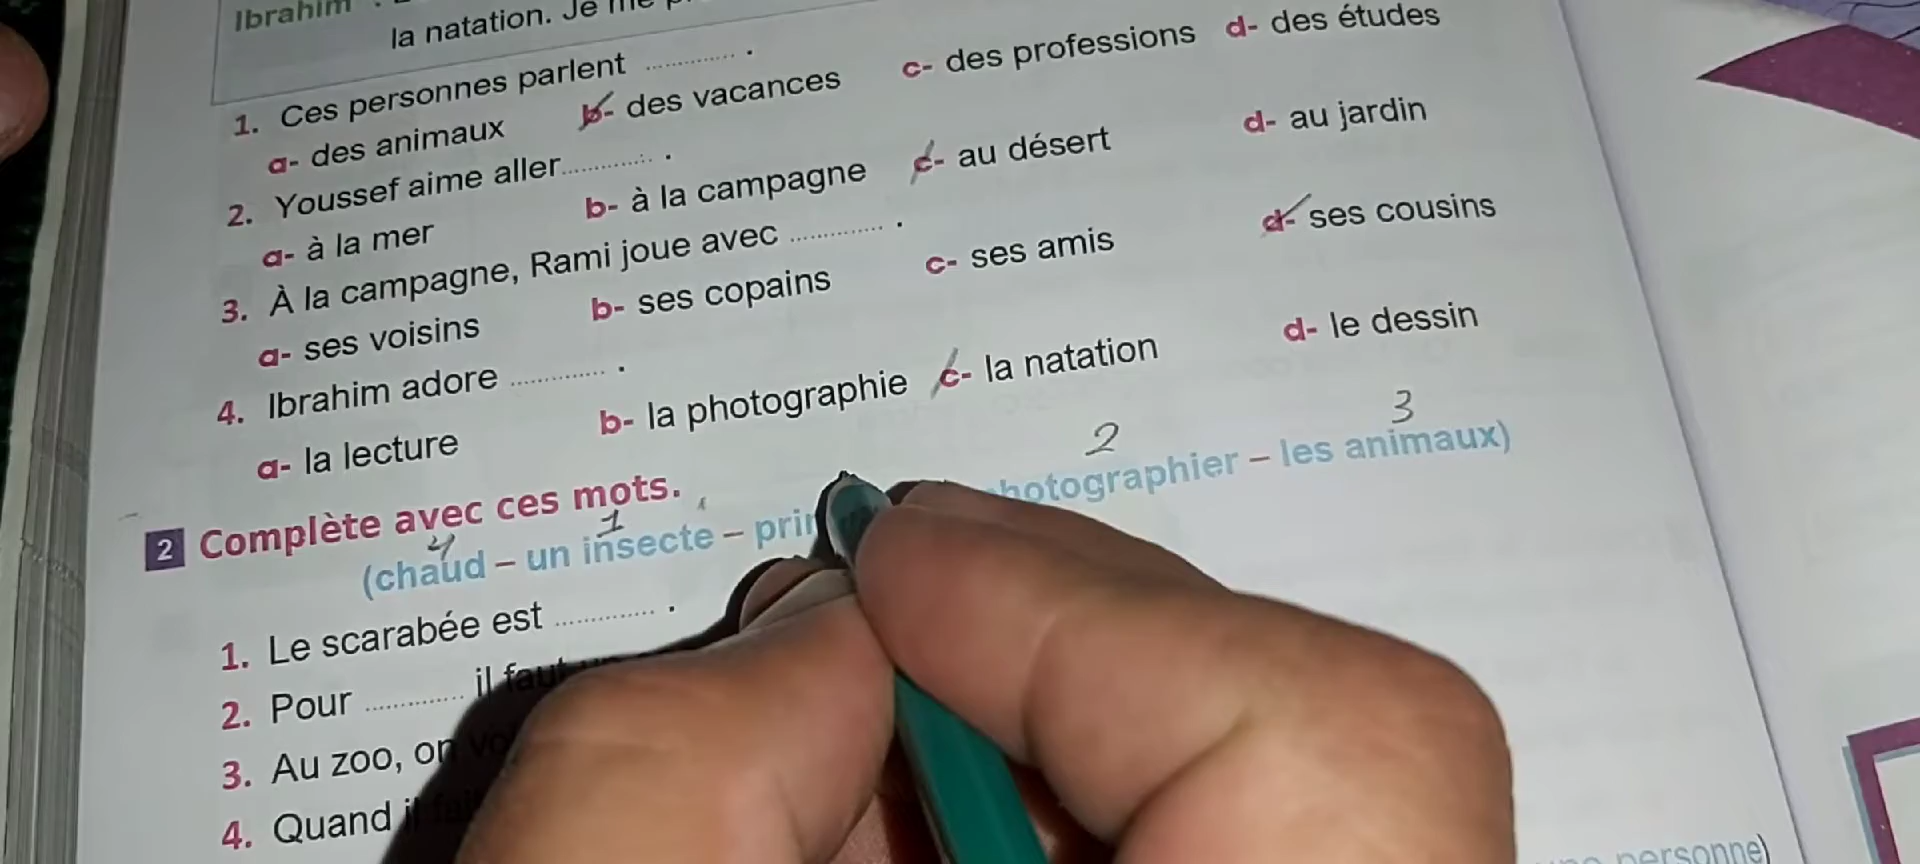 Ibrahim
la natation. Je me
1. Ces personnes parlent ............ .
a- des animaux b- des vacances c- des professions d- des études
2. Youssef aime aller............ .
a- à la mer b- à la campagne c- au désert d- au jardin
3. À la campagne, Rami joue avec ............ .
a- ses voisins b- ses copains c- ses amis d- ses cousins
4. Ibrahim adore ............ .
a- la lecture b- la photographie c- la natation d- le dessin
2 Complète avec ces mots.
4 1 2 3
(chaud – un insecte – hotographier – les animaux)
1. Le scarabée est ............ .
2. Pour ............ il faut
3. Au zoo, on
4. Quand il
personne)